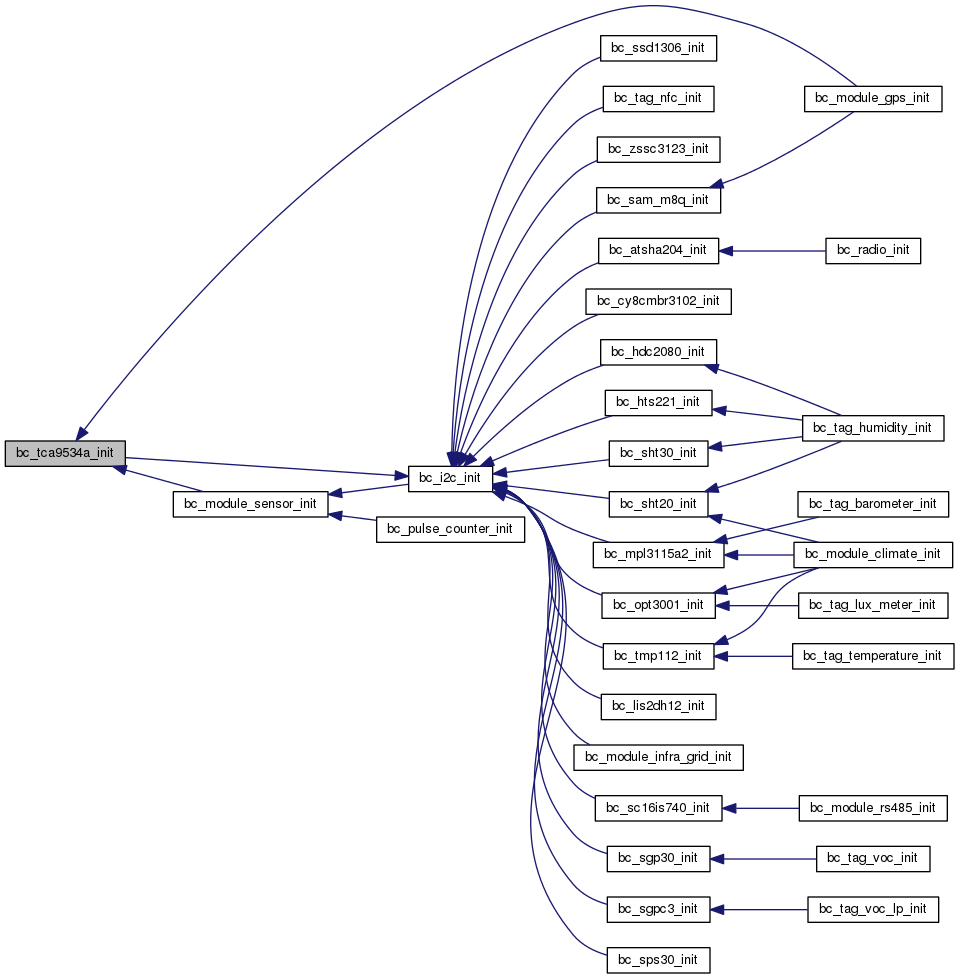 bc_ssd1306_init
bc_tag_nfc_init
bc_module_gps_init
bc_zssc3123_init
bc_sam_m8q_init
bc_atsha204_init
bc_radio_init
bc_cy8cmbr3102_init
bc_hdc2080_init
bc_hts221_init
bc_tag_humidity_init
bc_tca9534a_init
bc_sht30_init
bc_i2c_init
bc_module_sensor_init
bc_sht20_init
bc_tag_barometer_init
bc_pulse_counter_init
bc_mpl3115a2_init
bc_module_climate_init
bc_opt3001_init
bc_tag_lux_meter_init
bc_tmp112_init
bc_tag_temperature_init
bc_lis2dh12_init
bc_module_infra_grid_init
bc_sc16is740_init
bc_module_rs485_init
bc_sgp30_init
bc_tag_voc_init
bc_sgpc3_init
bc_tag_voc_lp_init
bc_sps30_init